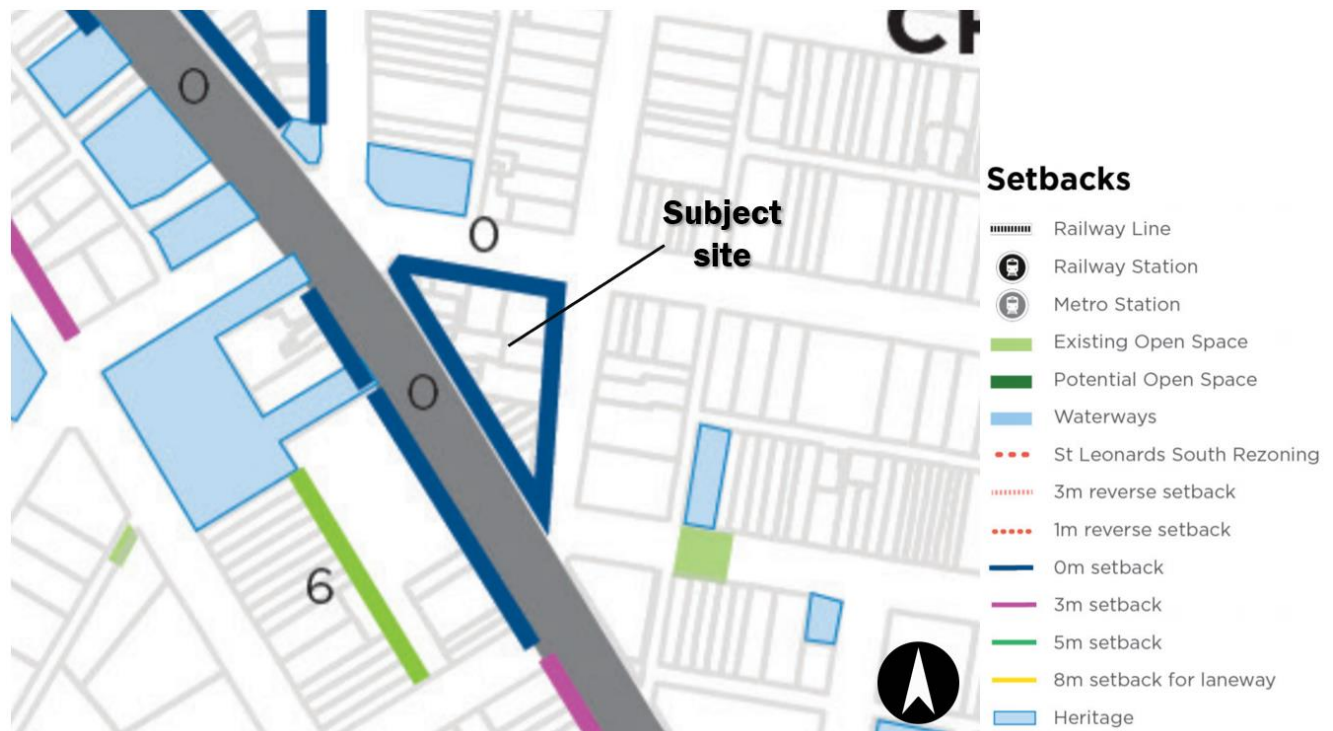 CH
0
0
Subject
site
0
6
Setbacks
Railway Line
Railway Station
Metro Station
Existing Open Space
Potential Open Space
Waterways
St Leonards South Rezoning
3m reverse setback
1m reverse setback
0m setback
3m setback
5m setback
8m setback for laneway
Heritage